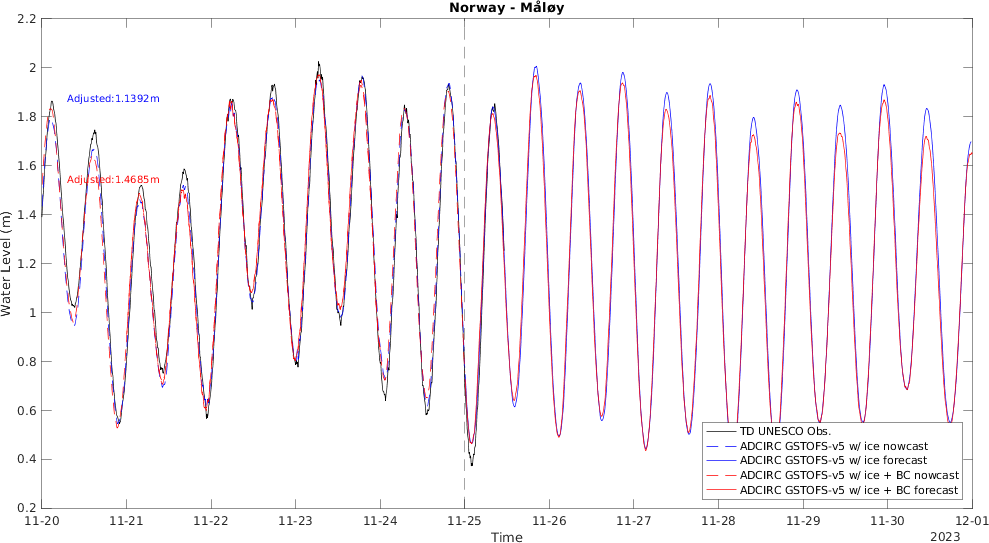 Norway - Måløy
2.2
2
1.8
1.6
1.4
1.2
1
0.8
0.6
0.4
0.2
Water Level (m)
Adjusted:1.1392m
Adjusted:1.4685m
TD UNESCO Obs.
ADCIRC GSTOFS-v5 w/ ice nowcast
ADCIRC GSTOFS-v5 w/ ice forecast
ADCIRC GSTOFS-v5 w/ ice + BC nowcast
ADCIRC GSTOFS-v5 w/ ice + BC forecast
11-20 11-21 11-22 11-23 11-24 11-25 11-26 11-27 11-28 11-29 11-30 12-01
Time
2023